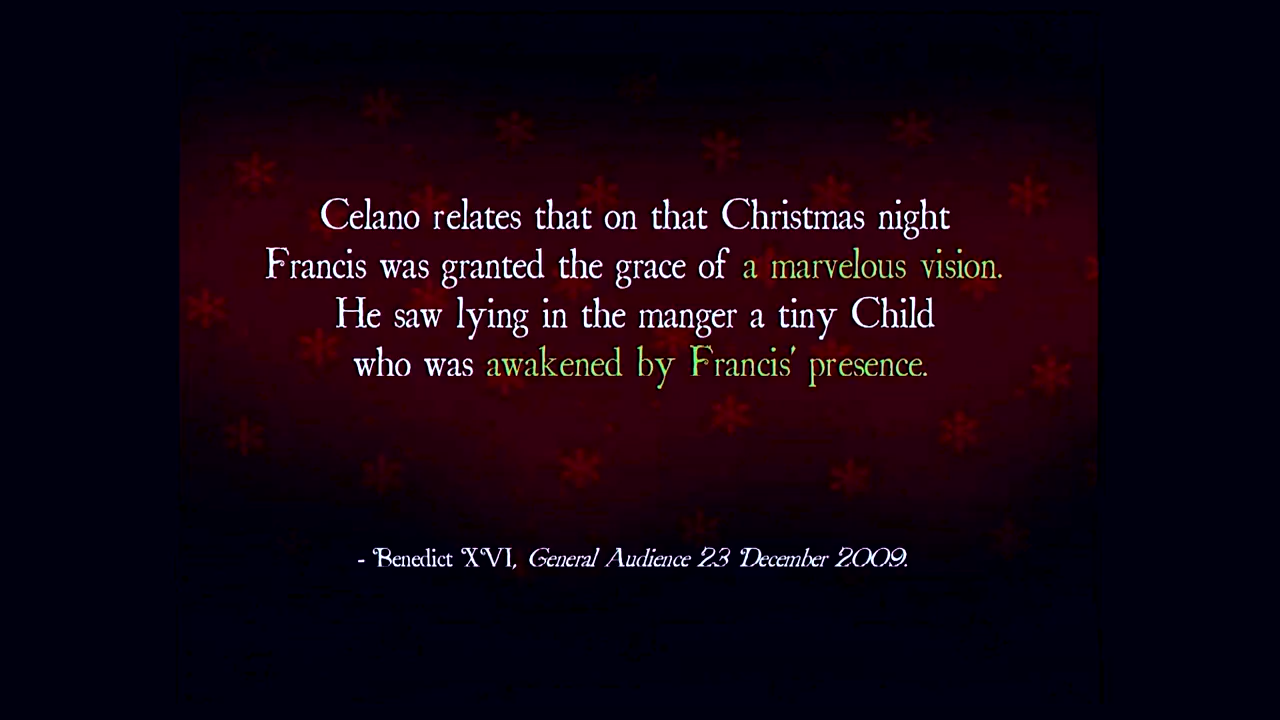 Celano relates that on that Christmas night
Francis was granted the grace of a marvelous vision.
He saw lying in the manger a tiny Child
who was awakened by Francis' presence.
- Benedict XVI, General Audience 23 December 2009.